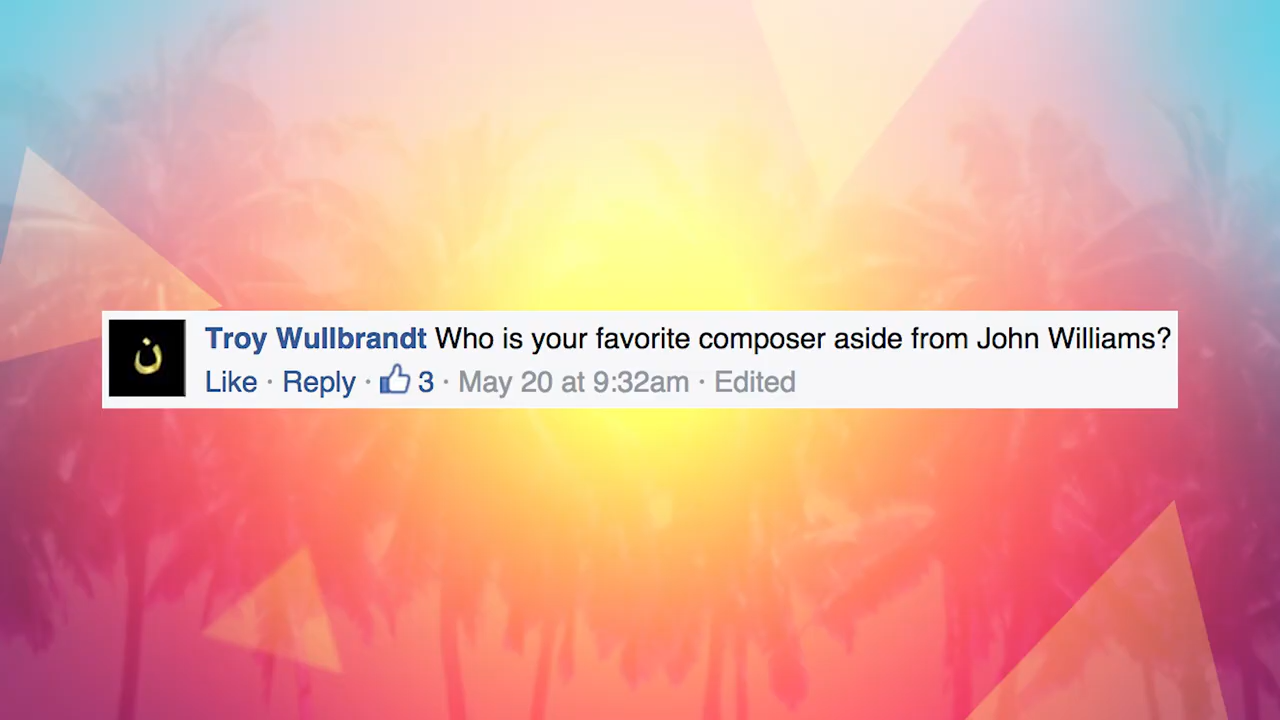 ن
Troy Wullbrandt Who is your favorite composer aside from John Williams?
Like · Reply · 3 · May 20 at 9:32am · Edited